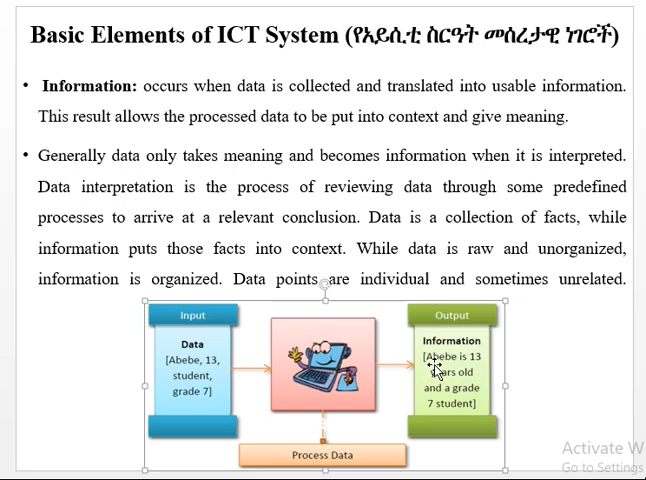 Basic Elements of ICT System (የአይሲቲ ስርዓት መሰረታዊ ነገሮች)
• Information: occurs when data is collected and translated into usable information.
This result allows the processed data to be put into context and give meaning.
• Generally data only takes meaning and becomes information when it is interpreted.
Data interpretation is the process of reviewing data through some predefined
processes to arrive at a relevant conclusion. Data is a collection of facts, while
information puts those facts into context. While data is raw and unorganized,
information is organized. Data points are individual and sometimes unrelated.
Input
Data
[Abebe, 13,
student,
grade 7]
Output
Information
[Abebe is 13
years old
and a grade
7 student]
Process Data
Activate W
Go to Settings